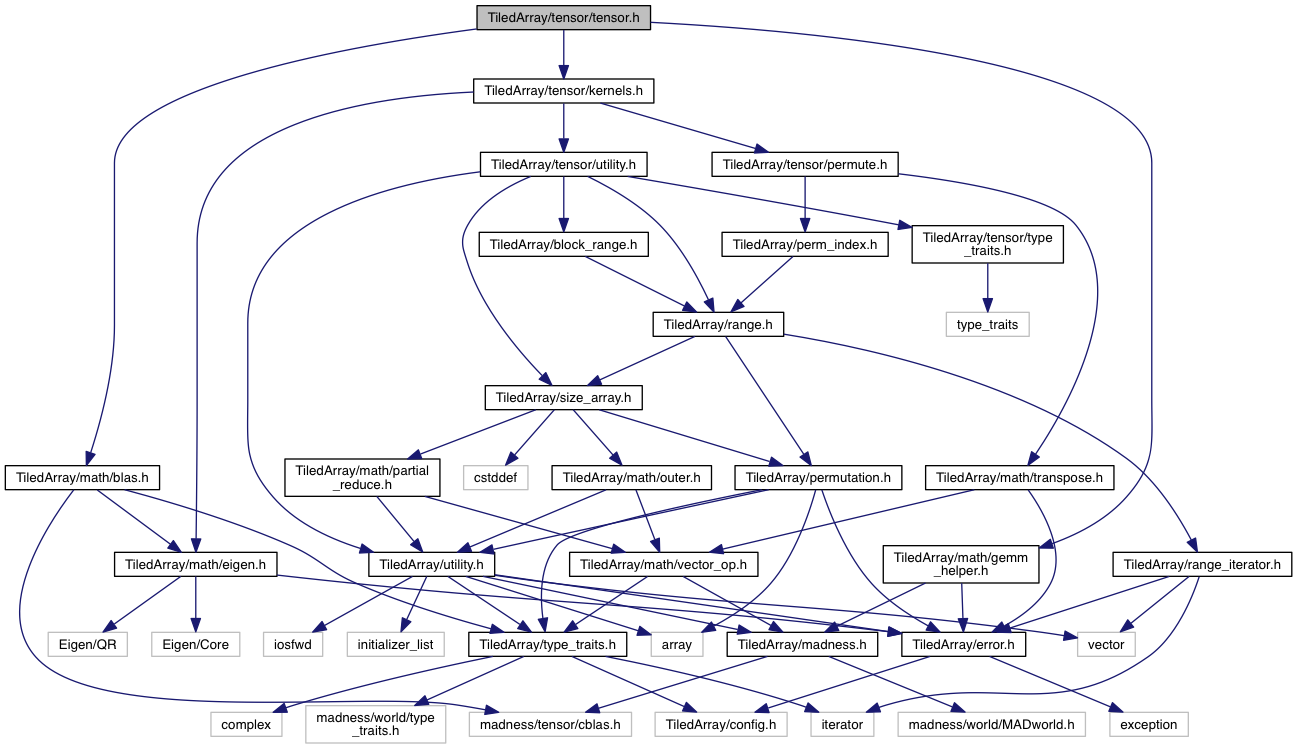 TiledArray/tensor/tensor.h
TiledArray/tensor/kernels.h
TiledArray/tensor/utility.h
TiledArray/tensor/permute.h
TiledArray/block_range.h
TiledArray/perm_index.h
TiledArray/tensor/type
_traits.h
TiledArray/range.h
type_traits
TiledArray/size_array.h
TiledArray/math/blas.h
TiledArray/math/partial
_reduce.h
cstddef
TiledArray/math/outer.h
TiledArray/permutation.h
TiledArray/math/transpose.h
TiledArray/math/eigen.h
TiledArray/utility.h
TiledArray/math/vector_op.h
TiledArray/math/gemm
_helper.h
TiledArray/range_iterator.h
Eigen/QR
Eigen/Core
iosfwd
initializer_list
TiledArray/type_traits.h
array
TiledArray/madness.h
TiledArray/error.h
vector
complex
madness/world/type
_traits.h
madness/tensor/cblas.h
TiledArray/config.h
iterator
madness/world/MADworld.h
exception